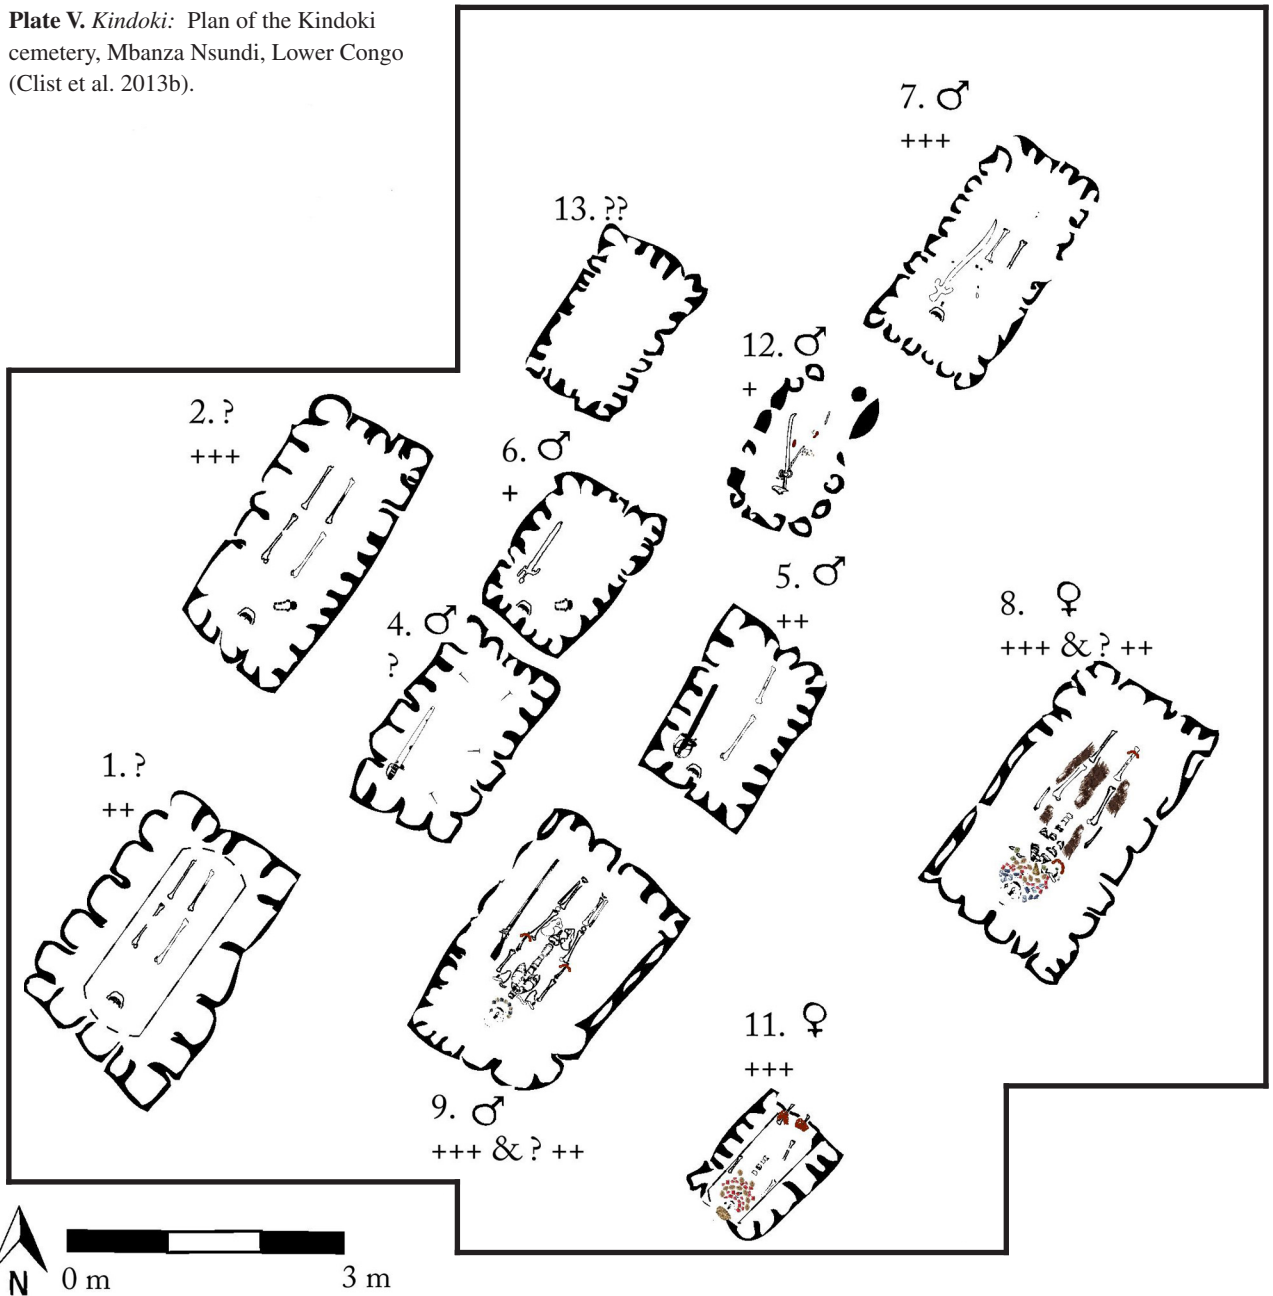 Plate V. Kindoki: Plan of the Kindoki
cemetery, Mbanza Nsundi, Lower Congo
(Clist et al. 2013b).
7. ♂
+++
13. ??
12. ♂
+
2. ?
+++
6. ♂
+
5. ♂
++
8. ♀
+++ & ? ++
4. ♂
?
1. ?
++
11. ♀
+++
9. ♂
+++ & ? ++
N
0 m
3 m